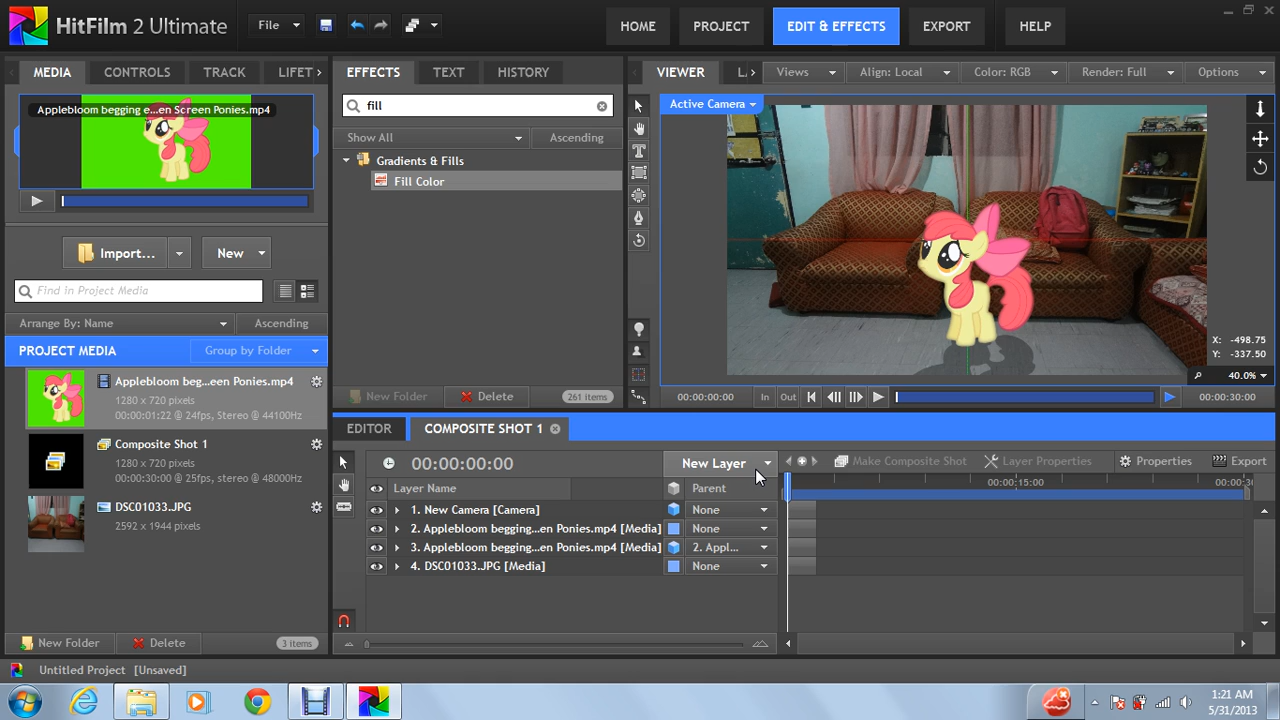 HitFilm 2 Ultimate
File
HOME
PROJECT
EDIT & EFFECTS
EXPORT
HELP
MEDIA
CONTROLS
TRACK
LIFET
Applebloom begging e...en Screen Ponies.mp4
Import...
New
Find in Project Media
Arrange By: Name
Ascending
PROJECT MEDIA
Group by Folder
Applebloom beg...een Ponies.mp4
1280 x 720 pixels
00:00:01:22 @ 24fps, Stereo @ 44100Hz
Composite Shot 1
1280 x 720 pixels
00:00:30:00 @ 25fps, Stereo @ 48000Hz
DSC01033.JPG
2592 x 1944 pixels
New Folder
Delete
3 items
EFFECTS
TEXT
HISTORY
fill
Show All
Ascending
Gradients & Fills
Fill Color
New Folder
Delete
261 items
VIEWER
Views
Align: Local
Color: RGB
Render: Full
Options
Active Camera
X: -498.75
Y: -337.50
40.0%
00:00:00:00
In
Out
00:00:30:00
EDITOR
COMPOSITE SHOT 1
00:00:00:00
New Layer
Make Composite Shot
Layer Properties
Properties
Export
Layer Name
Parent
00:00:15:00
1. New Camera [Camera]
None
2. Applebloom begging...en Ponies.mp4 [Media]
None
3. Applebloom begging...en Ponies.mp4 [Media]
2. Appl...
4. DSC01033.JPG [Media]
None
Untitled Project [Unsaved]
1:21 AM
5/31/2013